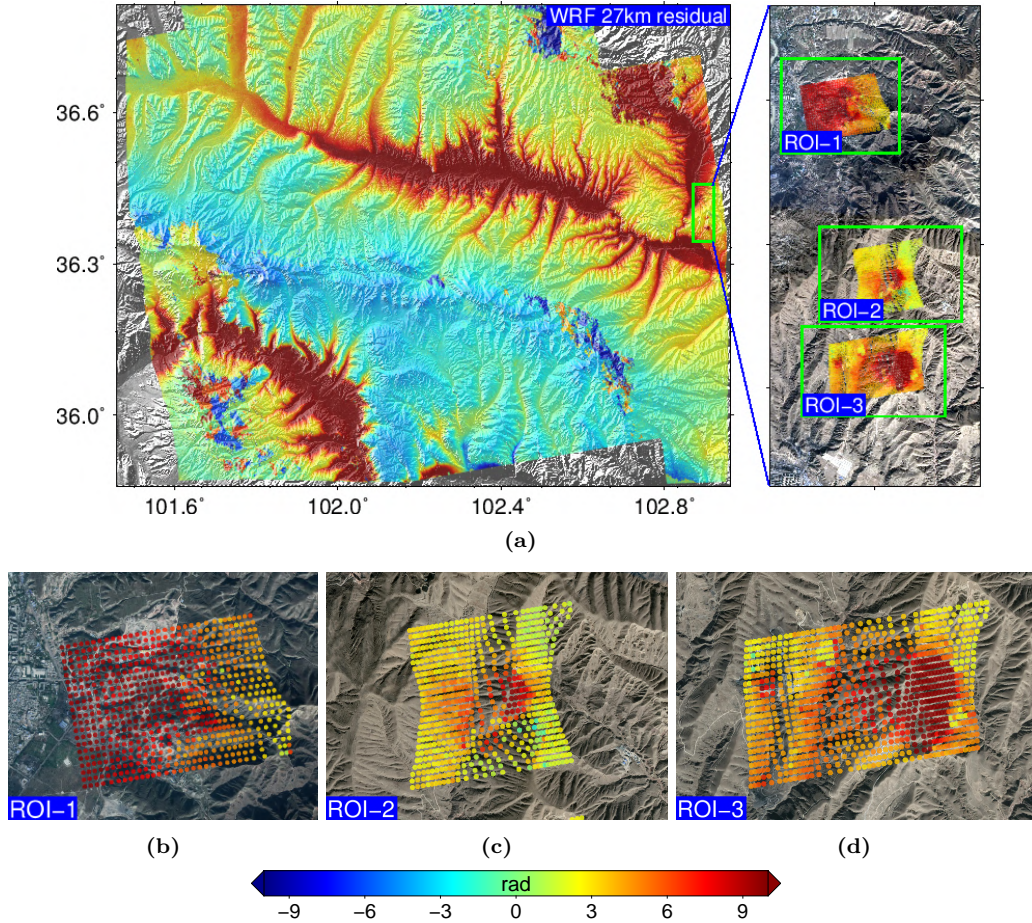 WRF 27km residual
36.6°
36.3°
36.0°
101.6°
102.0°
102.4°
102.8°
ROI-1
ROI-2
ROI-3
(a)
ROI-1
ROI-2
ROI-3
(b)
(c)
(d)
rad
-9
-6
-3
0
3
6
9